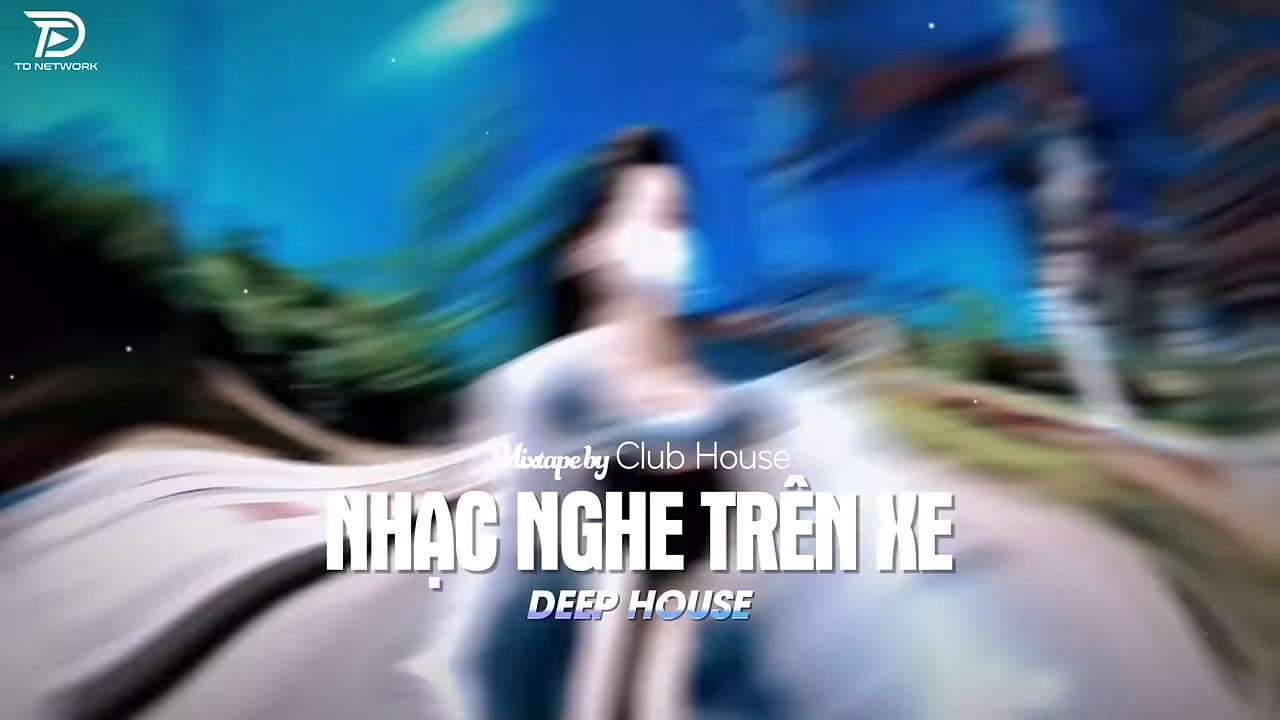 TD NETWORK
Mixtape by Club House
NHẠC NGHE TRÊN XE
DEEP HOUSE